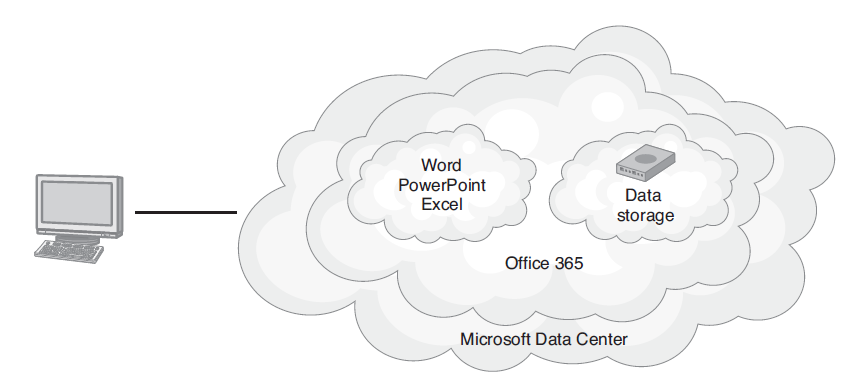 Word
PowerPoint
Excel
Data
storage
Office 365
Microsoft Data Center